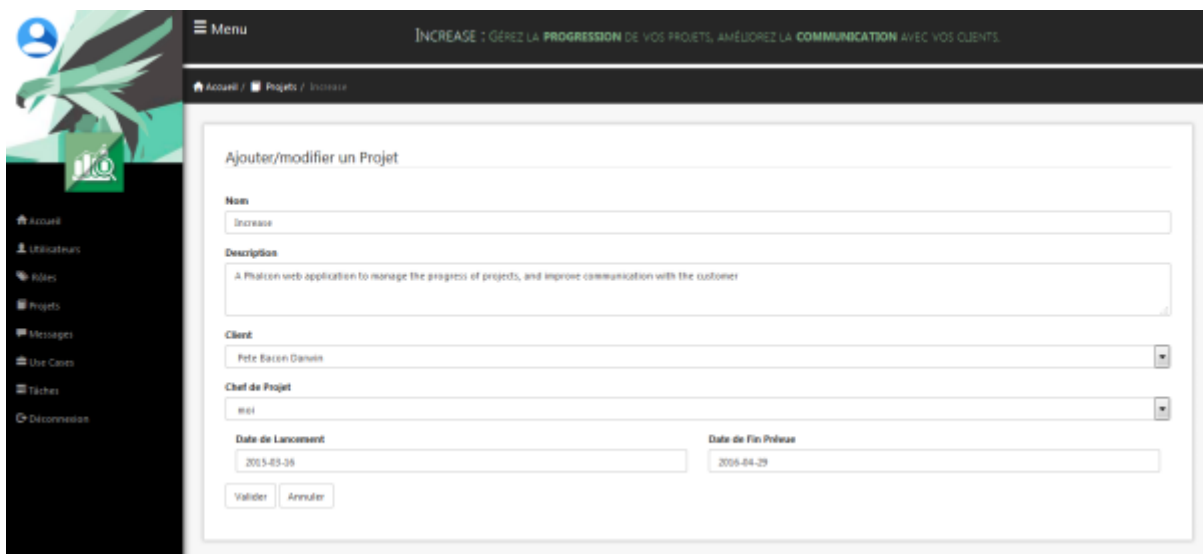 Menu
INCREASE : GÉREZ LA PROGRESSION DE VOS PROJETS, AMÉLIOREZ LA COMMUNICATION AVEC VOS CLIENTS.
Accueil / Projets / Increase
Ajouter/modifier un Projet
Nom
Increase
Description
A Phalcon web application to manage the progress of projects, and improve communication with the customer
Client
Pete Bacon Darwin
Chef de Projet
moi
Date de Lancement
Date de Fin Prévue
2015-03-16
2016-04-29
Valider
Annuler
Accueil
Utilisateurs
Rôles
Projets
Messages
Use Cases
Tâches
Déconnexion